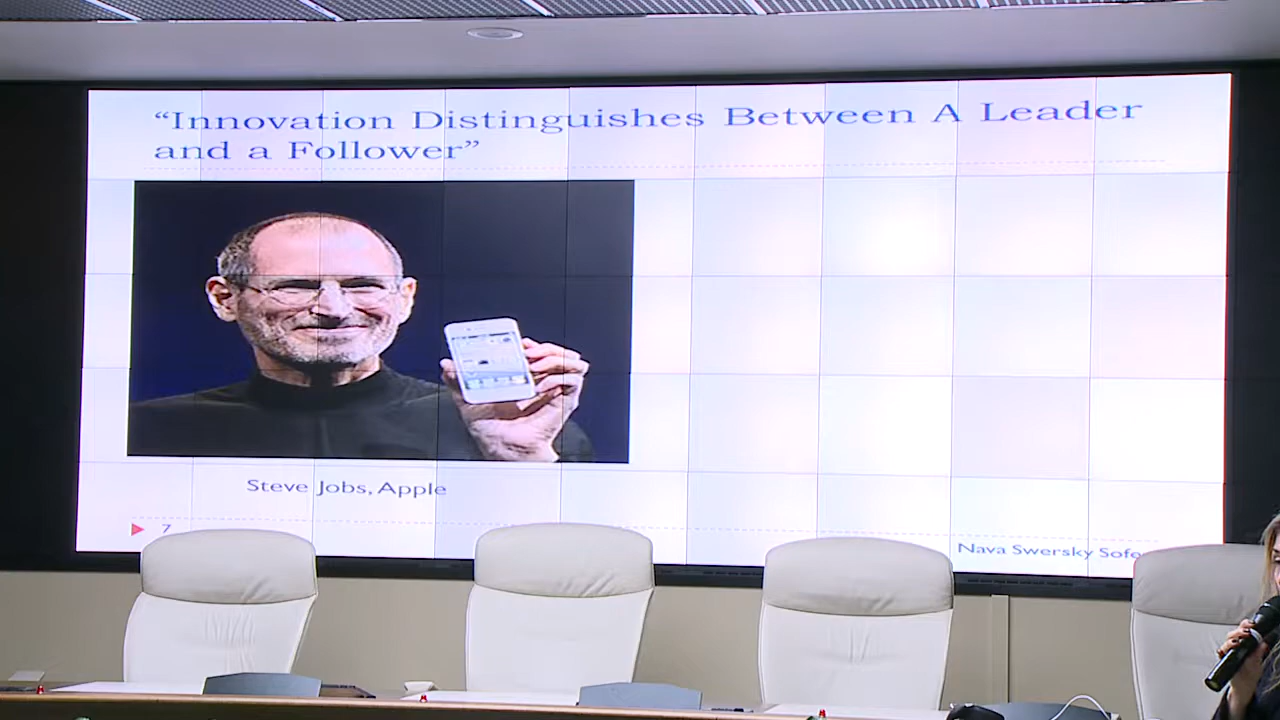 “Innovation Distinguishes Between A Leader
and a Follower”
Steve Jobs, Apple
7
Nava Swersky